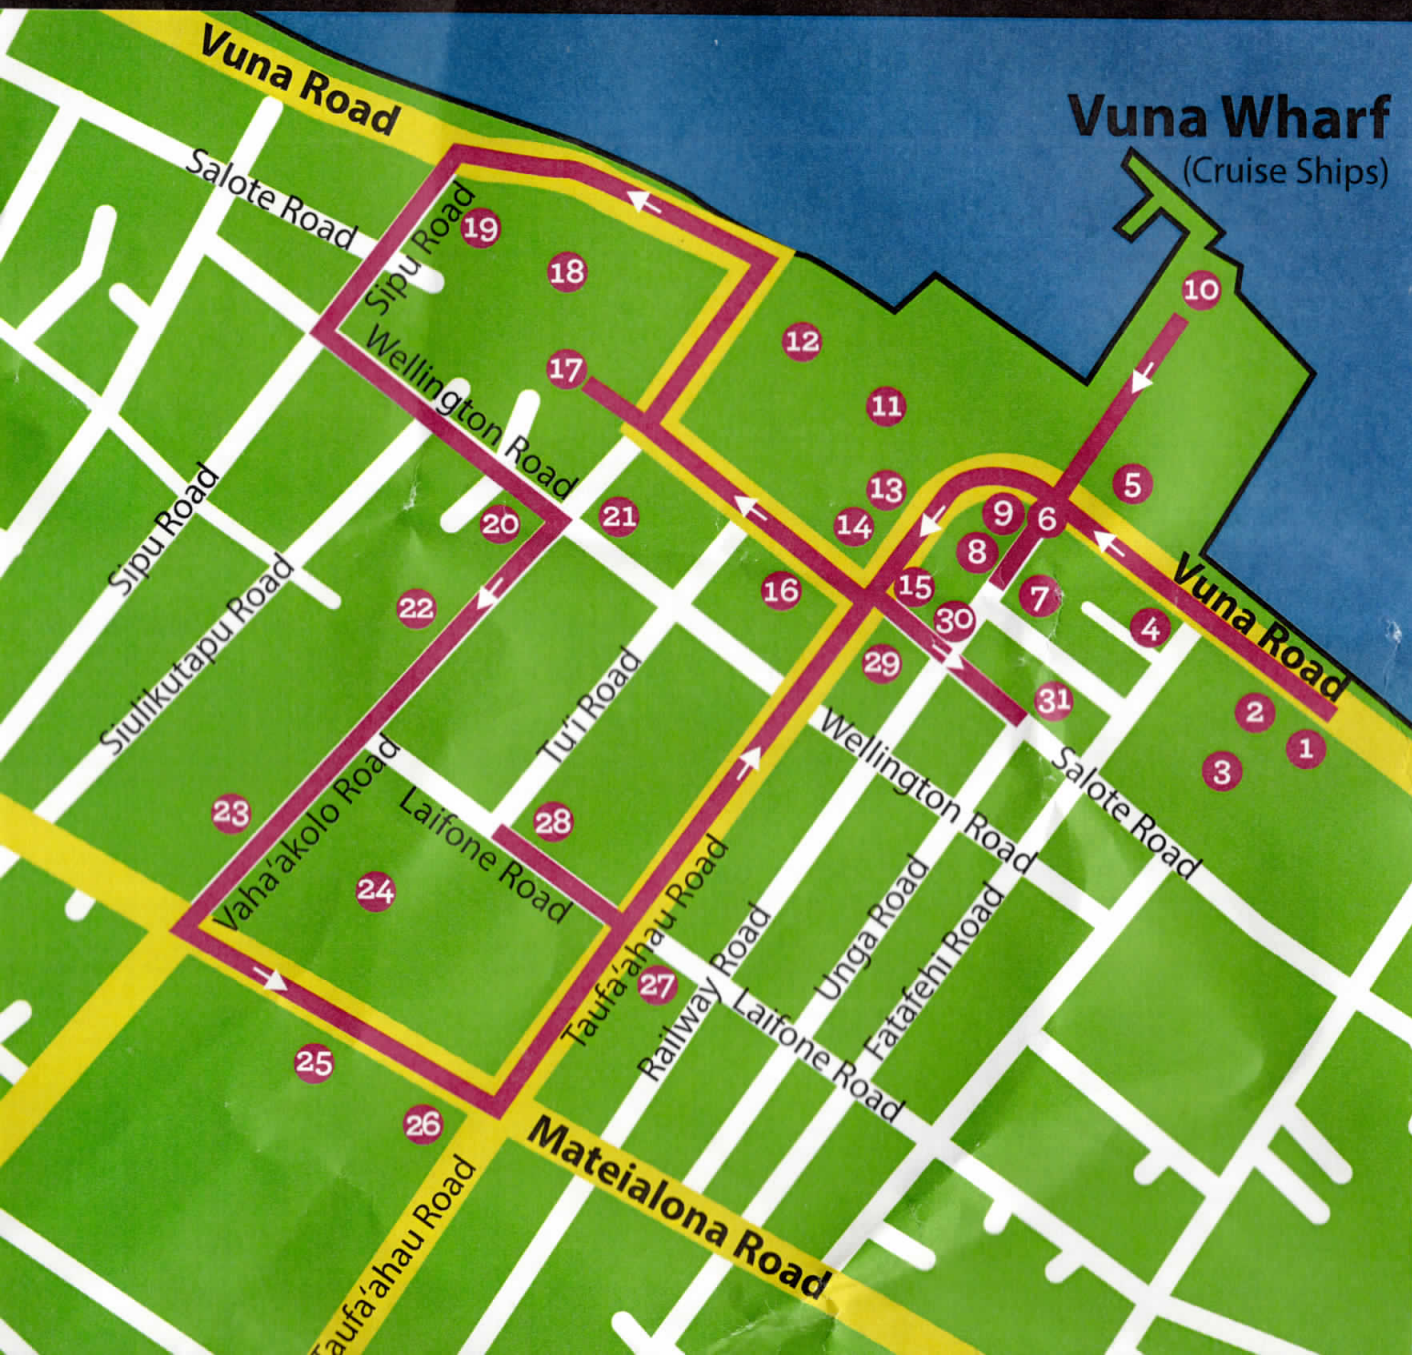 Vuna Road
Vuna Wharf
(Cruise Ships)
Salote Road
Sipu Road
19
18
10
12
17
11
Wellington Road
5
13
9
6
14
20
21
8
Vuna Road
15
7
16
22
30
4
Sipu Road
29
31
2
1
3
Siulikutapu Road
Tu'i Road
Wellington Road
Salote Road
23
28
Vaha'akolo Road
Laifone Road
24
Taufa'ahau Road
27
Railway Road
Unga Road
Fatafehi Road
Laifone Road
25
26
Mateialona Road
Taufa'ahau Road